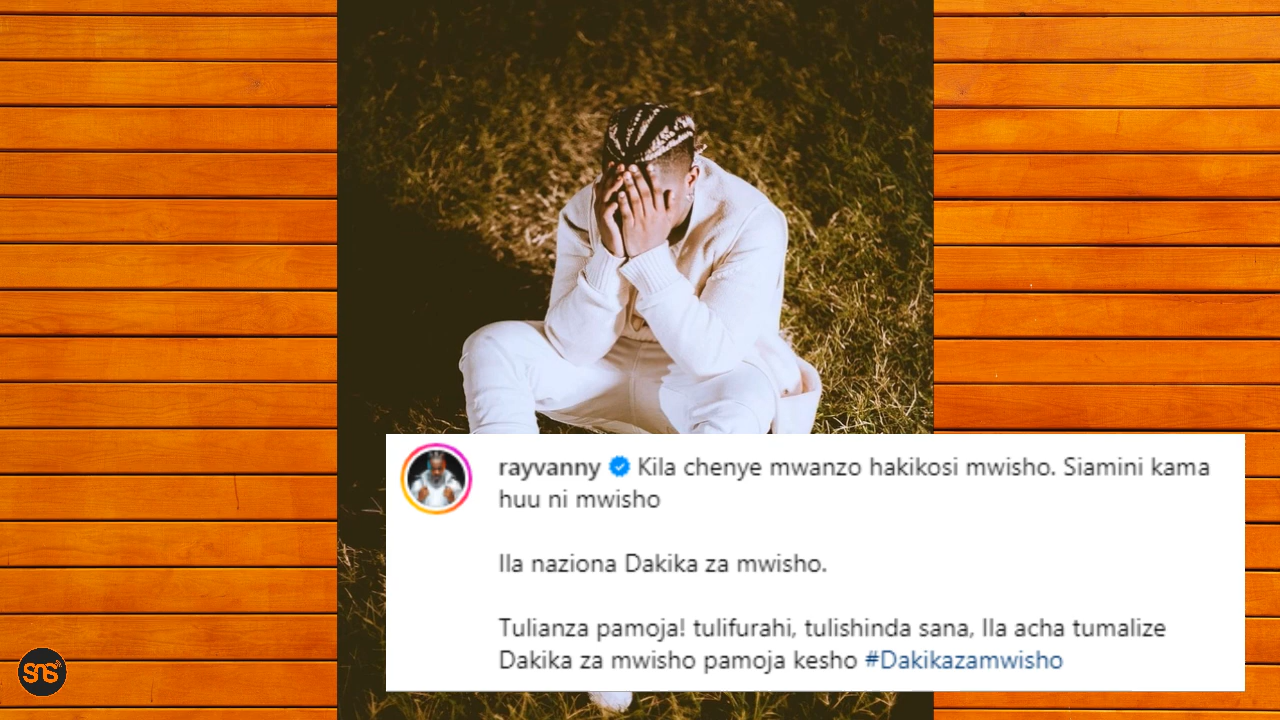 rayvanny Kila chenye mwanzo hakikosi mwisho. Siamini kama
huu ni mwisho
Ila naziona Dakika za mwisho.
Tulianza pamoja! tulifurahi, tulishinda sana, Ila acha tumalize
Dakika za mwisho pamoja kesho #Dakikazamwisho
SNS